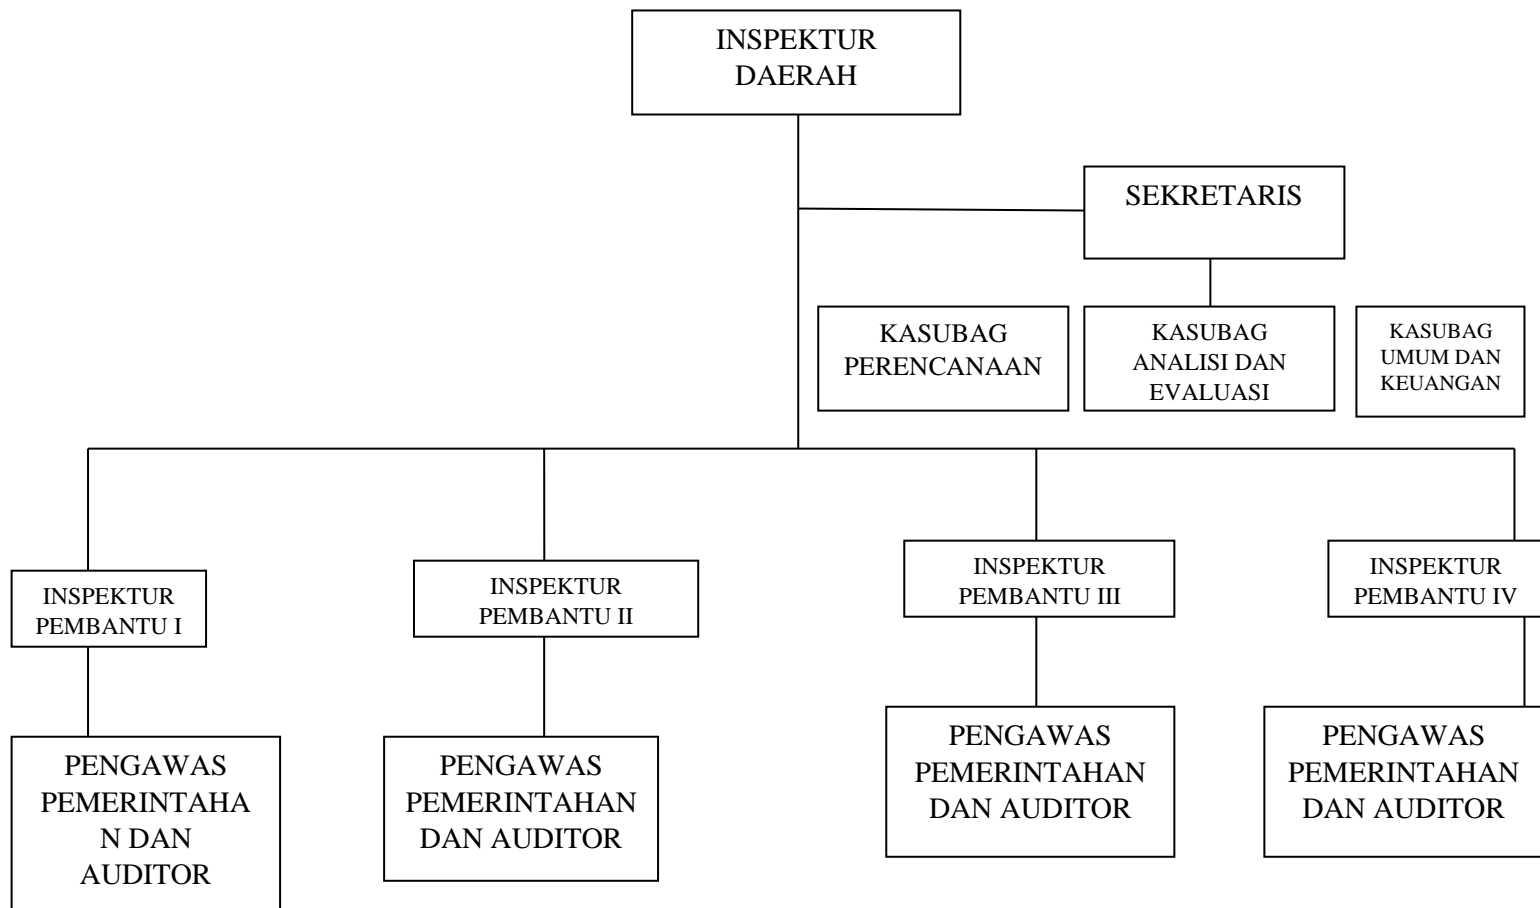 INSPEKTUR
DAERAH
SEKRETARIS
KASUBAG
PERENCANAAN
KASUBAG
ANALISI DAN
EVALUASI
KASUBAG
UMUM DAN
KEUANGAN
INSPEKTUR
PEMBANTU I
INSPEKTUR
PEMBANTU II
INSPEKTUR
PEMBANTU III
INSPEKTUR
PEMBANTU IV
PENGAWAS
PEMERINTAHA
N DAN
AUDITOR
PENGAWAS
PEMERINTAHAN
DAN AUDITOR
PENGAWAS
PEMERINTAHAN
DAN AUDITOR
PENGAWAS
PEMERINTAHAN
DAN AUDITOR